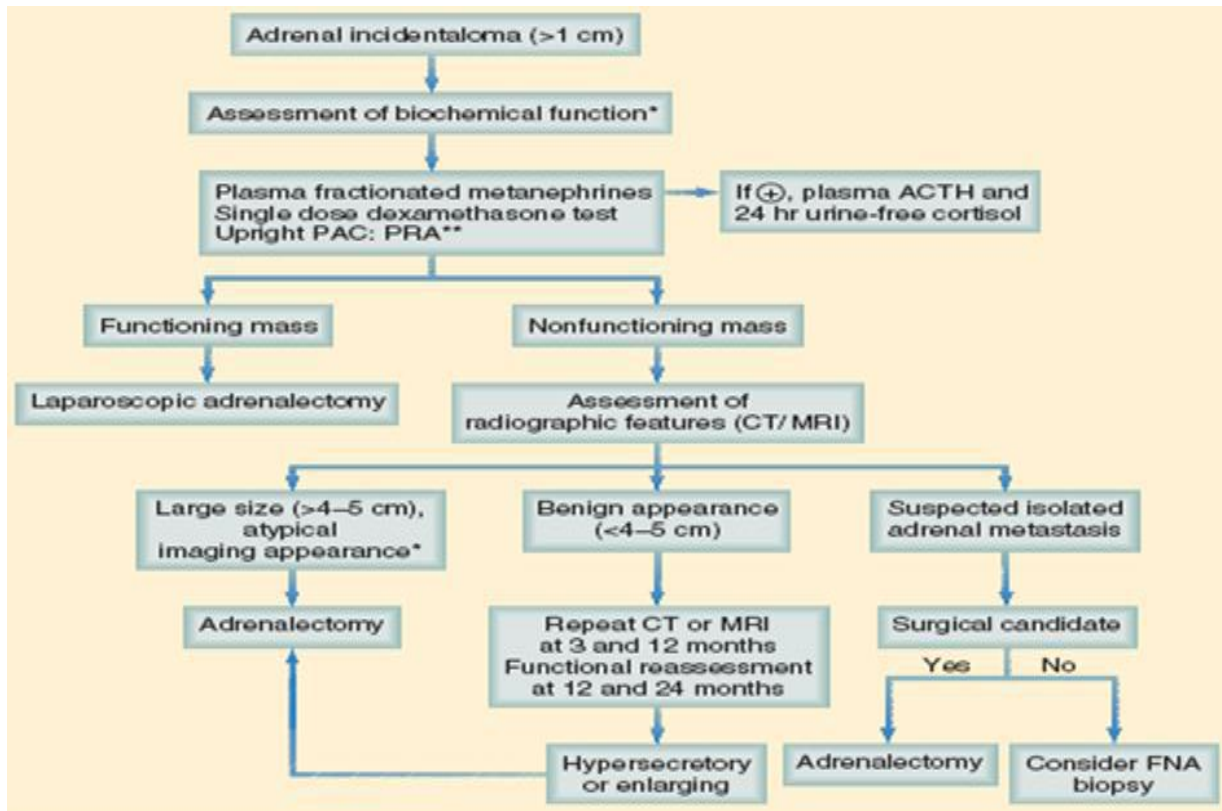 Adrenal incidentaloma (>1 cm)
Assessment of biochemical function*
Plasma fractionated metanephrines
Single dose dexamethasone test
Upright PAC: PRA**
If ⊕, plasma ACTH and
24 hr urine-free cortisol
Functioning mass
Nonfunctioning mass
Laparoscopic adrenalectomy
Assessment of
radiographic features (CT/MRI)
Large size (>4–5 cm),
atypical
imaging appearance*
Benign appearance
(<4–5 cm)
Suspected isolated
adrenal metastasis
Adrenalectomy
Repeat CT or MRI
at 3 and 12 months
Functional reassessment
at 12 and 24 months
Surgical candidate
Yes
No
Hypersecretory
or enlarging
Adrenalectomy
Consider FNA
biopsy